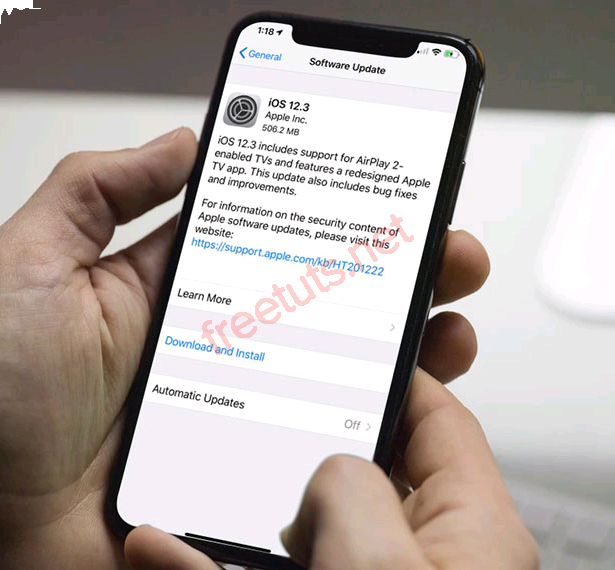 1:18
General
Software Update
iOS 12.3
Apple Inc.
506.2 MB
iOS 12.3 includes support for AirPlay 2-
enabled TVs and features a redesigned Apple
TV app. This update also includes bug fixes
and improvements.
For information on the security content of
Apple software updates, please visit this
website:
https://support.apple.com/kb/HT201222
Learn More
Download and Install
Automatic Updates
Off
freetuts.net